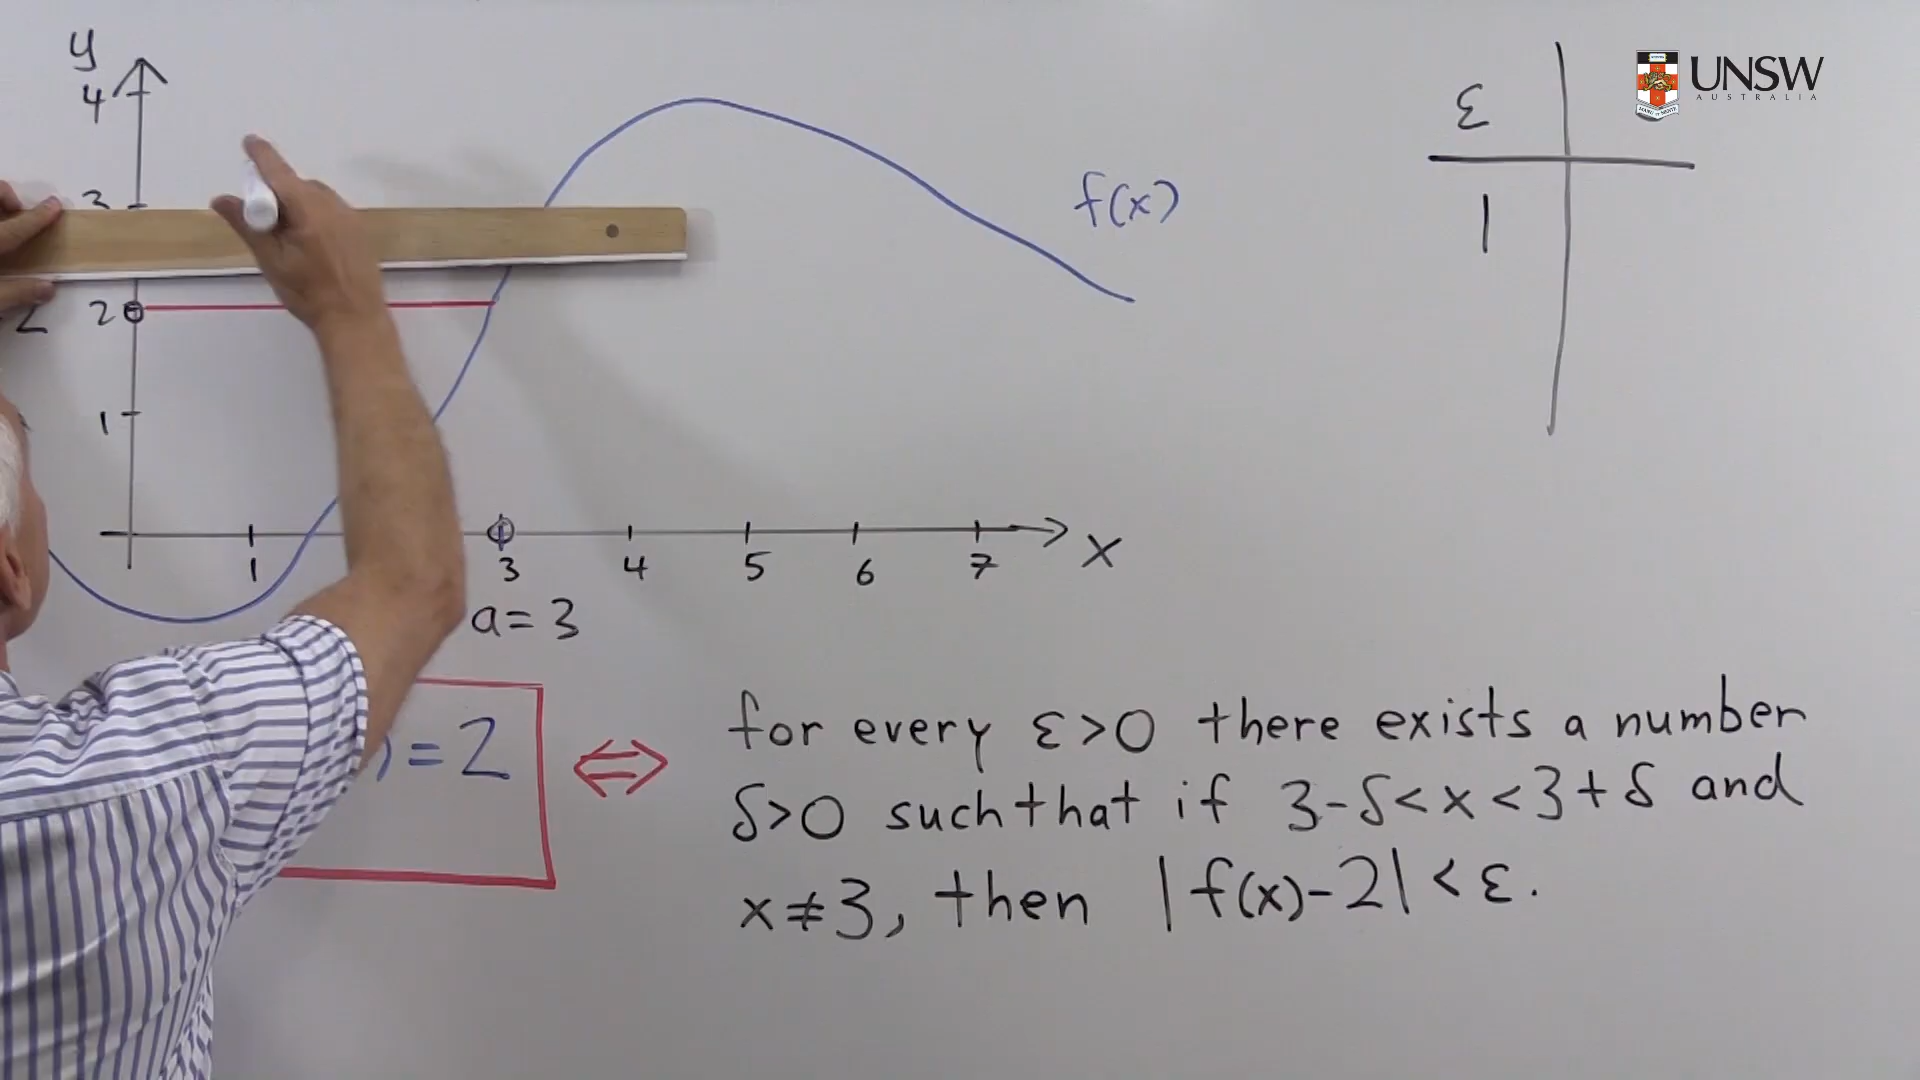 y
4
3
2
1
f(x)
1
3
4
5
6
7
x
a=3
=2
⇔
for every ε>0 there exists a number
δ>0 such that if 3-δ<x<3+δ and
x≠3, then |f(x)-2|<ε.
ε
1
UNSW
AUSTRALIA